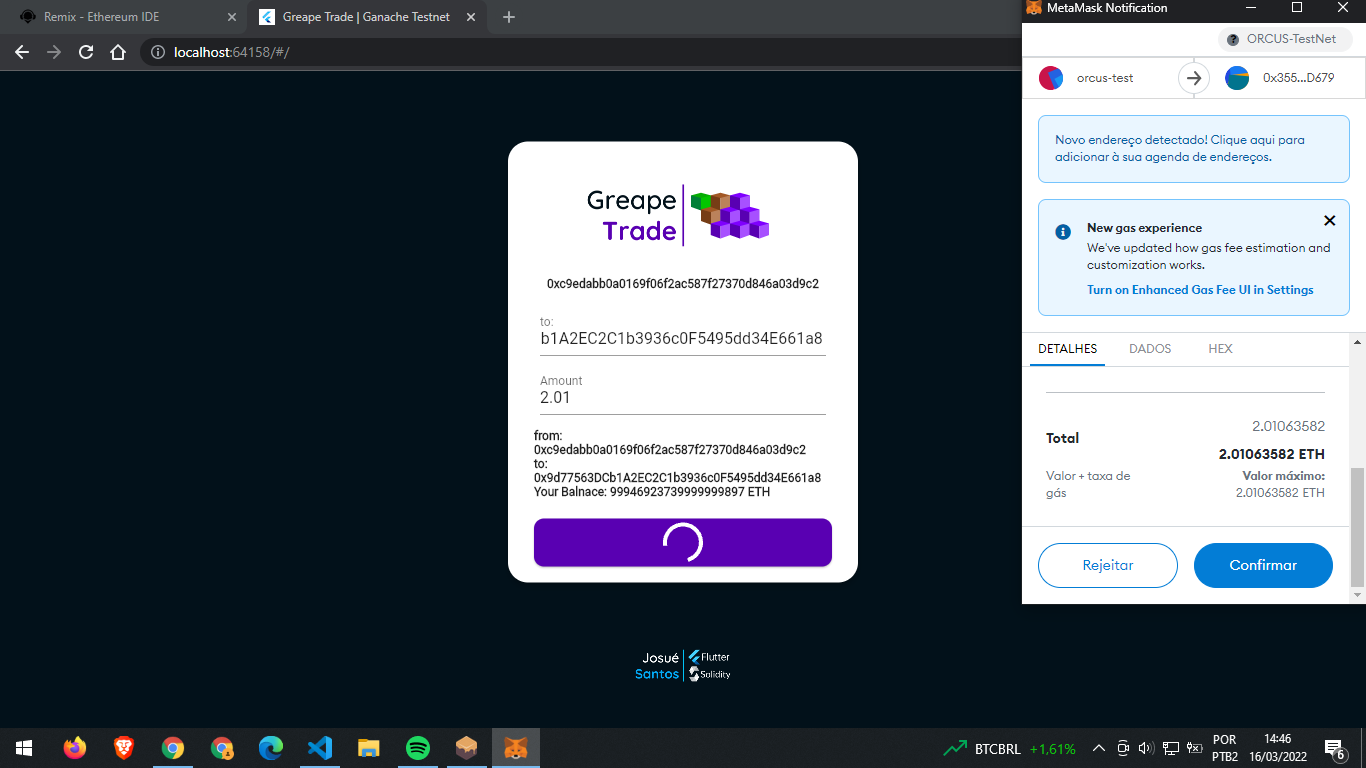 Remix - Ethereum IDE
Greape Trade | Ganache Testnet
MetaMask Notification
localhost:64158/#/
ORCUS-TestNet
orcus-test
0x355...D679
Novo endereço detectado! Clique aqui para
adicionar à sua agenda de endereços.
New gas experience
We've updated how gas fee estimation and
customization works.
Turn on Enhanced Gas Fee UI in Settings
DETALHES
DADOS
HEX
2.01063582
Total
2.01063582 ETH
Valor + taxa de
gás
Valor máximo:
2.01063582 ETH
Rejeitar
Confirmar
Greape
Trade
0xc9edabb0a0169f06f2ac587f27370d846a03d9c2
to:
b1A2EC2C1b3936c0F5495dd34E661a8
Amount
2.01
from:
0xc9edabb0a0169f06f2ac587f27370d846a03d9c2
to:
0x9d77563DCb1A2EC2C1b3936c0F5495dd34E661a8
Your Balnace: 99946923739999999897 ETH
Josué
Santos
Flutter
Solidity
BTCBRL +1,61%
POR
PTB2
14:46
16/03/2022
6